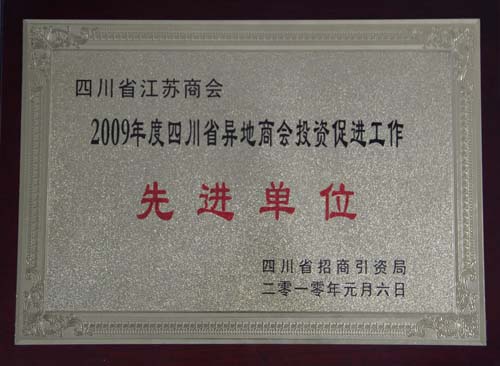 四川省江苏商会
2009年度四川省异地商会投资促进工作
先进单位
四川省招商引资局
二零一零年元月六日